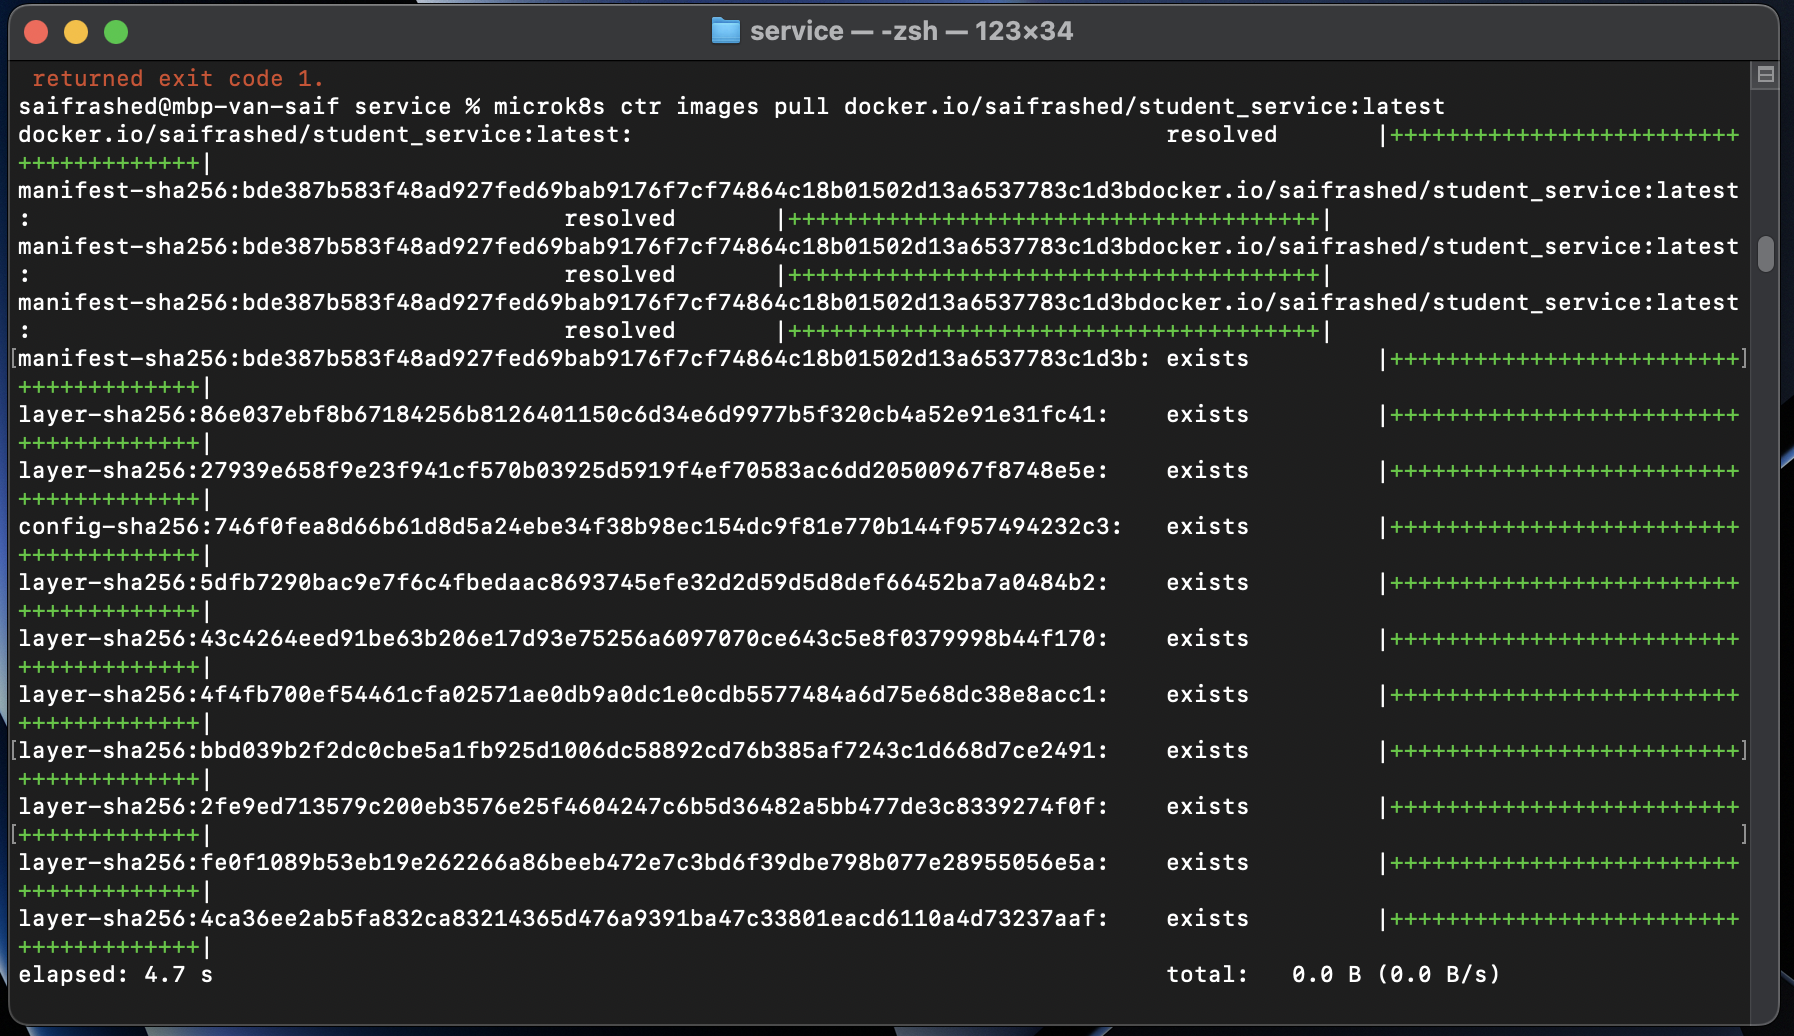 service — -zsh — 123×34
returned exit code 1.
saifrashed@mbp-van-saif service % microk8s ctr images pull docker.io/saifrashed/student_service:latest
docker.io/saifrashed/student_service:latest: resolved |+++++++++++++++++++++++++
+++++++++++++|
manifest-sha256:bde387b583f48ad927fed69bab9176f7cf74864c18b01502d13a6537783c1d3bdocker.io/saifrashed/student_service:latest
: resolved |++++++++++++++++++++++++++++++++++++++|
manifest-sha256:bde387b583f48ad927fed69bab9176f7cf74864c18b01502d13a6537783c1d3bdocker.io/saifrashed/student_service:latest
: resolved |++++++++++++++++++++++++++++++++++++++|
manifest-sha256:bde387b583f48ad927fed69bab9176f7cf74864c18b01502d13a6537783c1d3bdocker.io/saifrashed/student_service:latest
: resolved |++++++++++++++++++++++++++++++++++++++|
[manifest-sha256:bde387b583f48ad927fed69bab9176f7cf74864c18b01502d13a6537783c1d3b: exists |+++++++++++++++++++++++++]
+++++++++++++|
layer-sha256:86e037ebf8b67184256b8126401150c6d34e6d9977b5f320cb4a52e91e31fc41: exists |+++++++++++++++++++++++++
+++++++++++++|
layer-sha256:27939e658f9e23f941cf570b03925d5919f4ef70583ac6dd20500967f8748e5e: exists |+++++++++++++++++++++++++
+++++++++++++|
config-sha256:746f0fea8d66b61d8d5a24ebe34f38b98ec154dc9f81e770b144f957494232c3: exists |+++++++++++++++++++++++++
+++++++++++++|
layer-sha256:5dfb7290bac9e7f6c4fbedaac8693745efe32d2d59d5d8def66452ba7a0484b2: exists |+++++++++++++++++++++++++
+++++++++++++|
layer-sha256:43c4264eed91be63b206e17d93e75256a6097070ce643c5e8f0379998b44f170: exists |+++++++++++++++++++++++++
+++++++++++++|
layer-sha256:4f4fb700ef54461cfa02571ae0db9a0dc1e0cdb5577484a6d75e68dc38e8acc1: exists |+++++++++++++++++++++++++
+++++++++++++|
[layer-sha256:bbd039b2f2dc0cbe5a1fb925d1006dc58892cd76b385af7243c1d668d7ce2491: exists |+++++++++++++++++++++++++]
+++++++++++++|
layer-sha256:2fe9ed713579c200eb3576e25f4604247c6b5d36482a5bb477de3c8339274f0f: exists |+++++++++++++++++++++++++
[+++++++++++++| ]
layer-sha256:fe0f1089b53eb19e262266a86beeb472e7c3bd6f39dbe798b077e28955056e5a: exists |+++++++++++++++++++++++++
+++++++++++++|
layer-sha256:4ca36ee2ab5fa832ca83214365d476a9391ba47c33801eacd6110a4d73237aaf: exists |+++++++++++++++++++++++++
+++++++++++++|
elapsed: 4.7 s total: 0.0 B (0.0 B/s)